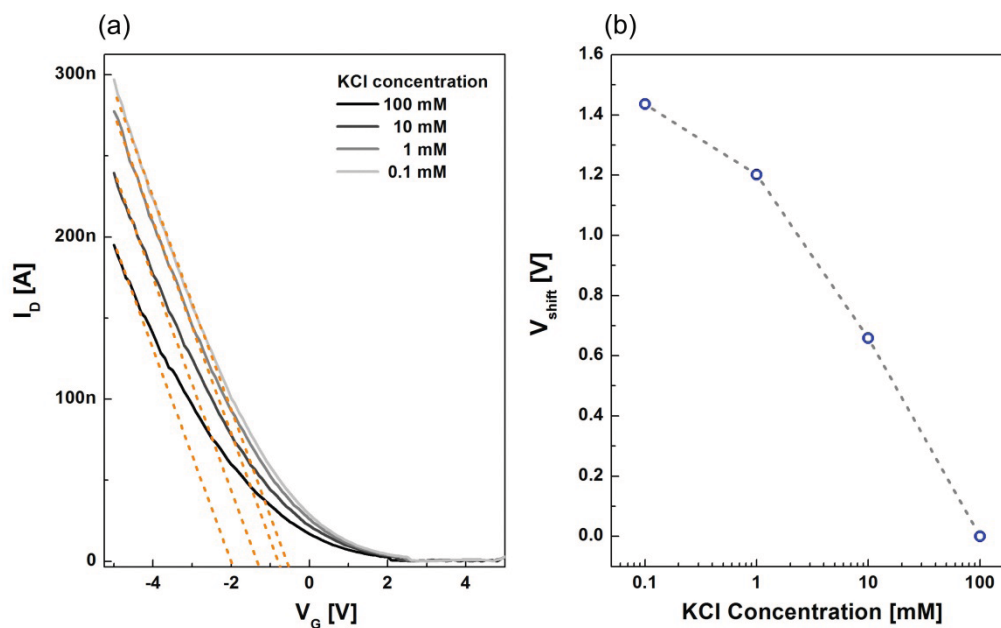 (a)
300n
200n
100n
0
I_D [A]
-4
-2
0
2
4
V_G [V]
KCl concentration
100 mM
10 mM
1 mM
0.1 mM
(b)
1.6
1.4
1.2
1.0
0.8
0.6
0.4
0.2
0.0
V_shift [V]
0.1
1
10
100
KCl Concentration [mM]